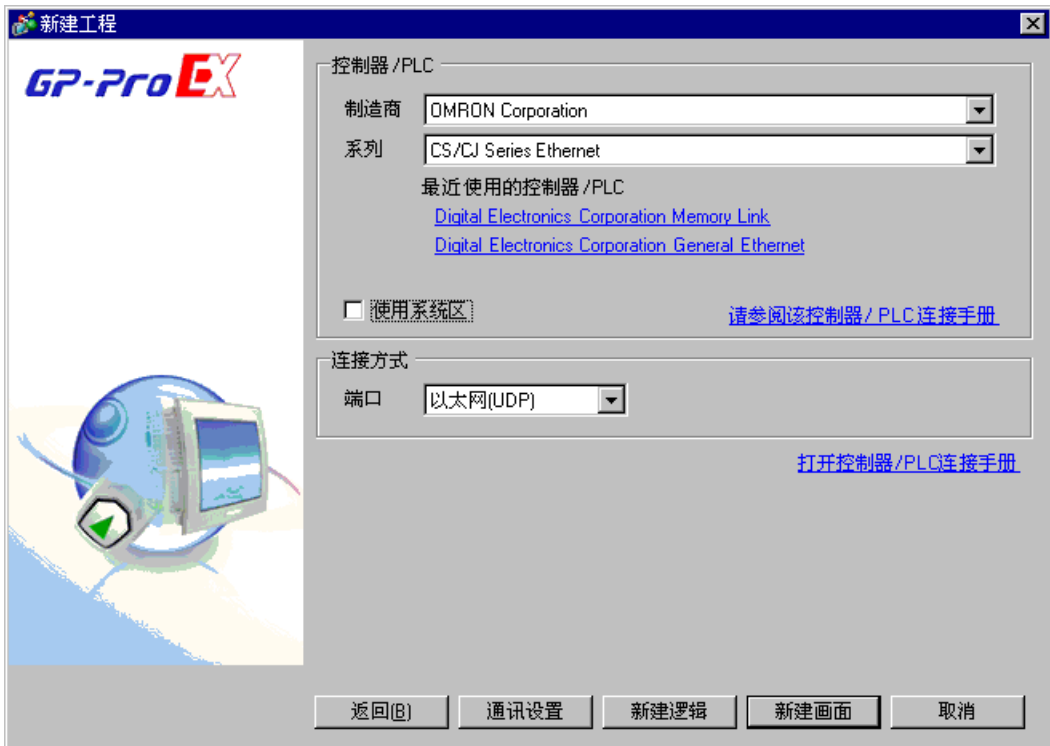 新建工程
GP-Pro EX
控制器/PLC
制造商 OMRON Corporation
系列 CS/CJ Series Ethernet
最近使用的控制器/PLC
Digital Electronics Corporation Memory Link
Digital Electronics Corporation General Ethernet
使用系统区 请参阅该控制器/PLC连接手册
连接方式
端口 以太网(UDP)
打开控制器/PLC连接手册
返回(B) 通讯设置 新建逻辑 新建画面 取消